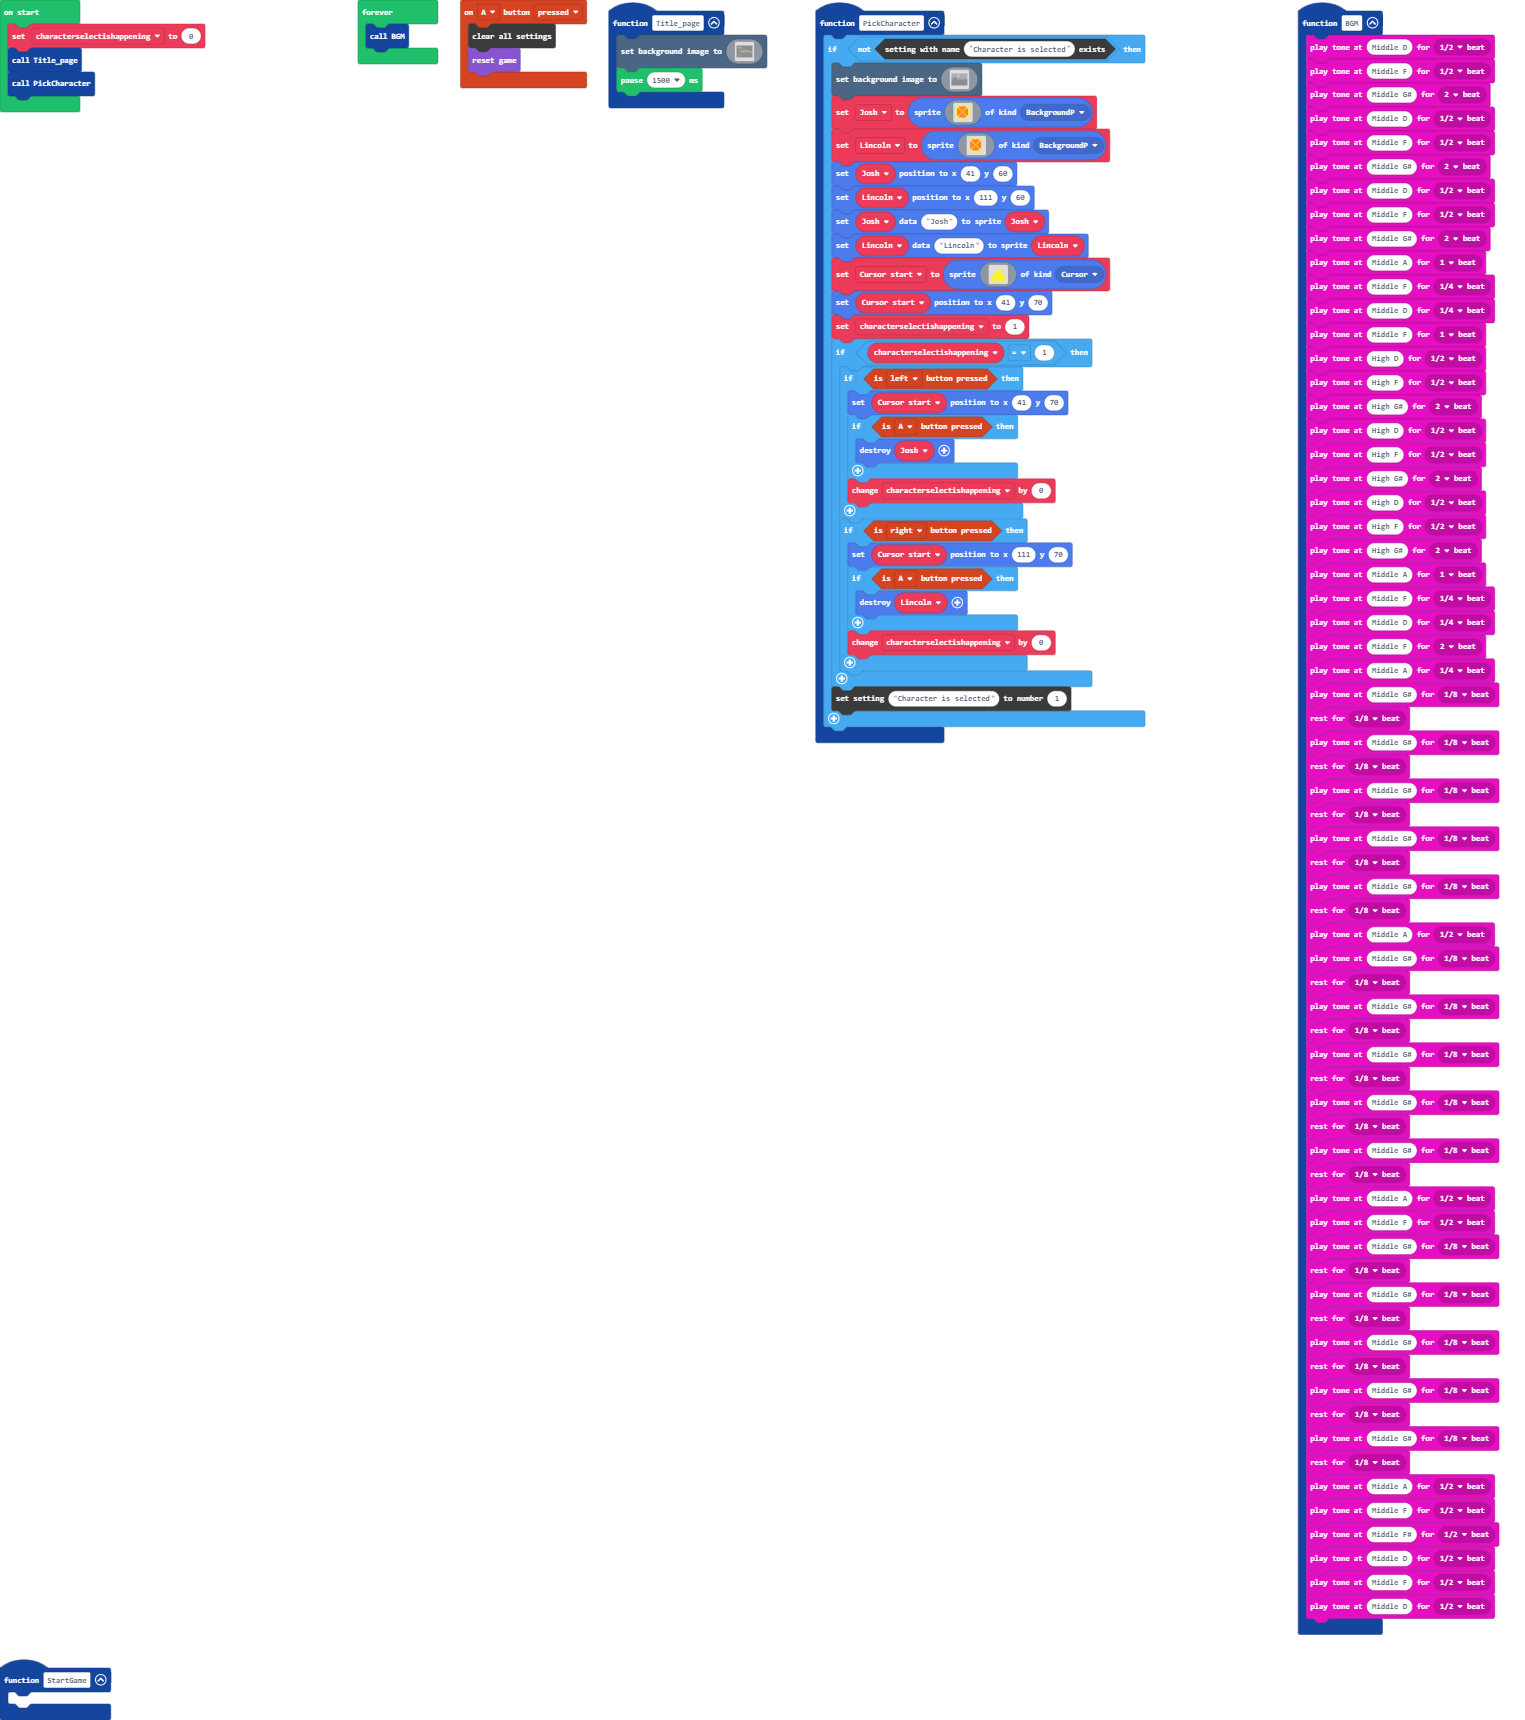 on start
set characterselectishappening to 0
call Title_page
call PickCharacter
forever
call BGM
on A button pressed
clear all settings
reset game
function Title_page
set background image to
pause 1500 ms
function PickCharacter
if not setting with name "Character is selected" exists then
set background image to
set Josh to sprite of kind BackgroundP
set Lincoln to sprite of kind BackgroundP
set Josh position to x 41 y 60
set Lincoln position to x 111 y 60
set Josh data "Josh" to sprite Josh
set Lincoln data "Lincoln" to sprite Lincoln
set Cursor start to sprite of kind Cursor
set Cursor start position to x 41 y 70
set characterselectishappening to 1
if characterselectishappening = 1 then
if is left button pressed then
set Cursor start position to x 41 y 70
if is A button pressed then
destroy Josh
change characterselectishappening by 0
if is right button pressed then
set Cursor start position to x 111 y 70
if is A button pressed then
destroy Lincoln
change characterselectishappening by 0
set setting "Character is selected" to number 1
function BGM
play tone at Middle D for 1/2 beat
play tone at Middle F for 1/2 beat
play tone at Middle G# for 2 beat
play tone at Middle D for 1/2 beat
play tone at Middle F for 1/2 beat
play tone at Middle G# for 2 beat
play tone at Middle D for 1/2 beat
play tone at Middle F for 1/2 beat
play tone at Middle G# for 2 beat
play tone at Middle A for 1 beat
play tone at Middle F for 1/4 beat
play tone at Middle D for 1/4 beat
play tone at Middle F for 1 beat
play tone at High D for 1/2 beat
play tone at High F for 1/2 beat
play tone at High G# for 2 beat
play tone at High D for 1/2 beat
play tone at High F for 1/2 beat
play tone at High G# for 2 beat
play tone at High D for 1/2 beat
play tone at High F for 1/2 beat
play tone at High G# for 2 beat
play tone at Middle A for 1 beat
play tone at Middle F for 1/4 beat
play tone at Middle D for 1/4 beat
play tone at Middle F for 2 beat
play tone at Middle A for 1/4 beat
play tone at Middle G# for 1/8 beat
rest for 1/8 beat
play tone at Middle G# for 1/8 beat
rest for 1/8 beat
play tone at Middle G# for 1/8 beat
rest for 1/8 beat
play tone at Middle G# for 1/8 beat
rest for 1/8 beat
play tone at Middle G# for 1/8 beat
rest for 1/8 beat
play tone at Middle A for 1/2 beat
play tone at Middle G# for 1/8 beat
rest for 1/8 beat
play tone at Middle G# for 1/8 beat
rest for 1/8 beat
play tone at Middle G# for 1/8 beat
rest for 1/8 beat
play tone at Middle G# for 1/8 beat
rest for 1/8 beat
play tone at Middle G# for 1/8 beat
rest for 1/8 beat
play tone at Middle A for 1/2 beat
play tone at Middle F for 1/2 beat
play tone at Middle G# for 1/8 beat
rest for 1/8 beat
play tone at Middle G# for 1/8 beat
rest for 1/8 beat
play tone at Middle G# for 1/8 beat
rest for 1/8 beat
play tone at Middle G# for 1/8 beat
rest for 1/8 beat
play tone at Middle G# for 1/8 beat
rest for 1/8 beat
play tone at Middle A for 1/2 beat
play tone at Middle F for 1/2 beat
play tone at Middle F# for 1/2 beat
play tone at Middle D for 1/2 beat
play tone at Middle F for 1/2 beat
play tone at Middle D for 1/2 beat
function StartGame